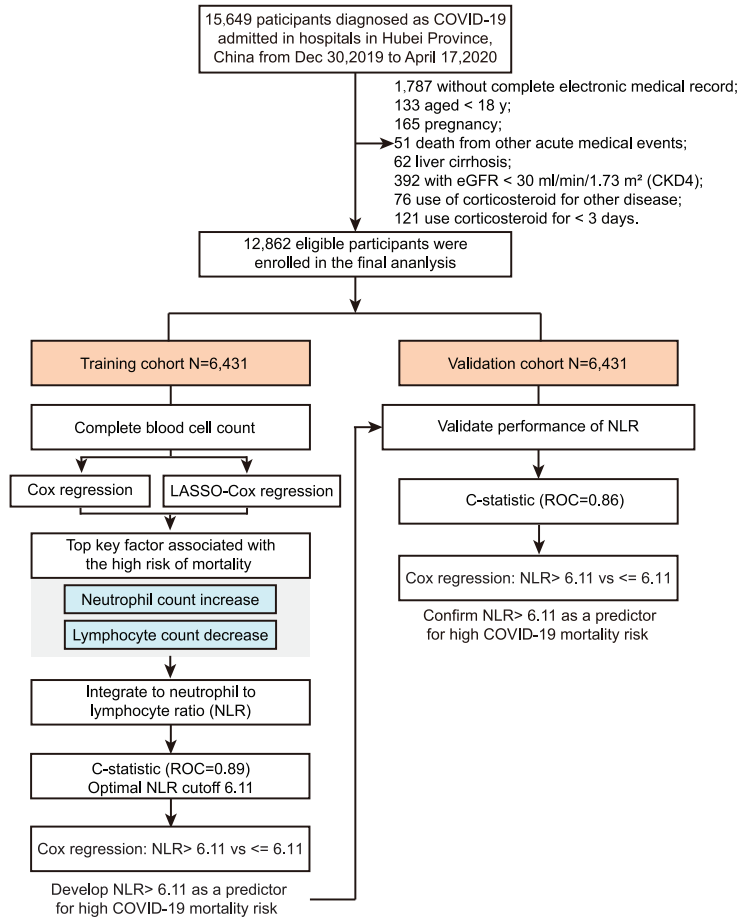 15,649 paticipants diagnosed as COVID-19
admitted in hospitals in Hubei Province,
China from Dec 30,2019 to April 17,2020
1,787 without complete electronic medical record;
133 aged < 18 y;
165 pregnancy;
51 death from other acute medical events;
62 liver cirrhosis;
392 with eGFR < 30 ml/min/1.73 m² (CKD4);
76 use of corticosteroid for other disease;
121 use corticosteroid for < 3 days.
12,862 eligible participants were
enrolled in the final ananlysis
Training cohort N=6,431
Complete blood cell count
Cox regression
LASSO-Cox regression
Top key factor associated with
the high risk of mortality
Neutrophil count increase
Lymphocyte count decrease
Integrate to neutrophil to
lymphocyte ratio (NLR)
C-statistic (ROC=0.89)
Optimal NLR cutoff 6.11
Cox regression: NLR> 6.11 vs <= 6.11
Develop NLR> 6.11 as a predictor
for high COVID-19 mortality risk
Validation cohort N=6,431
Validate performance of NLR
C-statistic (ROC=0.86)
Cox regression: NLR> 6.11 vs <= 6.11
Confirm NLR> 6.11 as a predictor
for high COVID-19 mortality risk